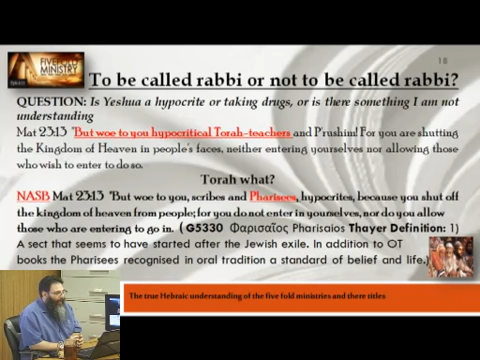 18
FIVEFOLD
MINISTRY
To be called rabbi or not to be called rabbi?
QUESTION: Is Yeshua a hypocrite or taking drugs, or is there something I am not
understanding
Mat 23:13 "But woe to you hypocritical Torah-teachers and P'rushim! For you are shutting
the Kingdom of Heaven in people's faces, neither entering yourselves nor allowing those
who wish to enter to do so.
Torah what?
NASB Mat 23:13 "But woe to you, scribes and Pharisees, hypocrites, because you shut off
the kingdom of heaven from people; for you do not enter in yourselves, nor do you allow
those who are entering to go in. ( G5330 Φαρισαῖος Pharisaios Thayer Definition: 1)
A sect that seems to have started after the Jewish exile. In addition to OT
books the Pharisees recognised in oral tradition a standard of belief and life.)
The true Hebraic understanding of the five fold ministries and there titles